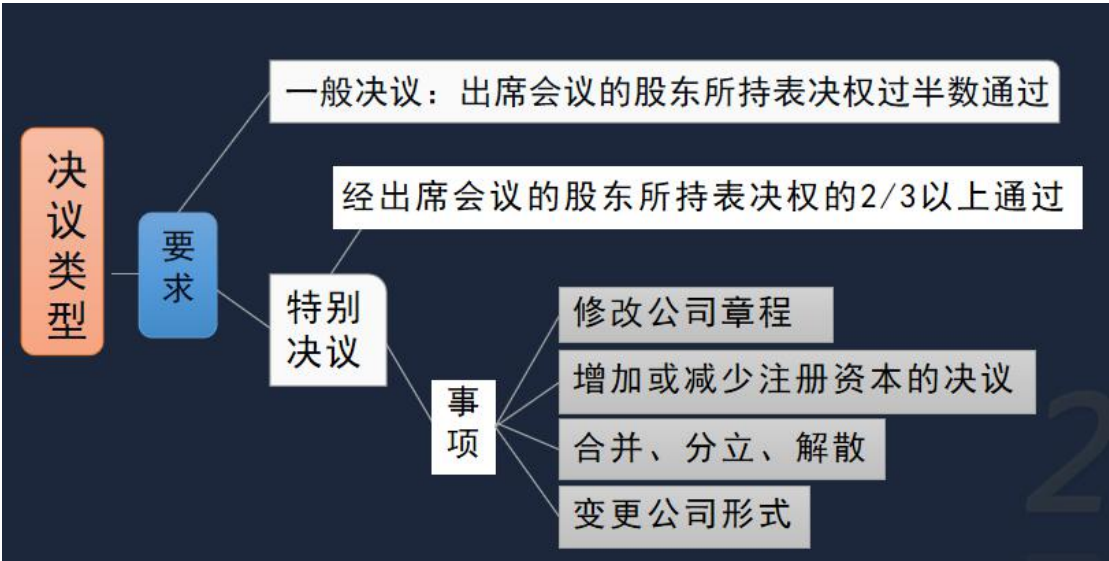 决议类型
要求
一般决议：出席会议的股东所持表决权过半数通过
特别
决议
经出席会议的股东所持表决权的2/3以上通过
事项
修改公司章程
增加或减少注册资本的决议
合并、分立、解散
变更公司形式
2